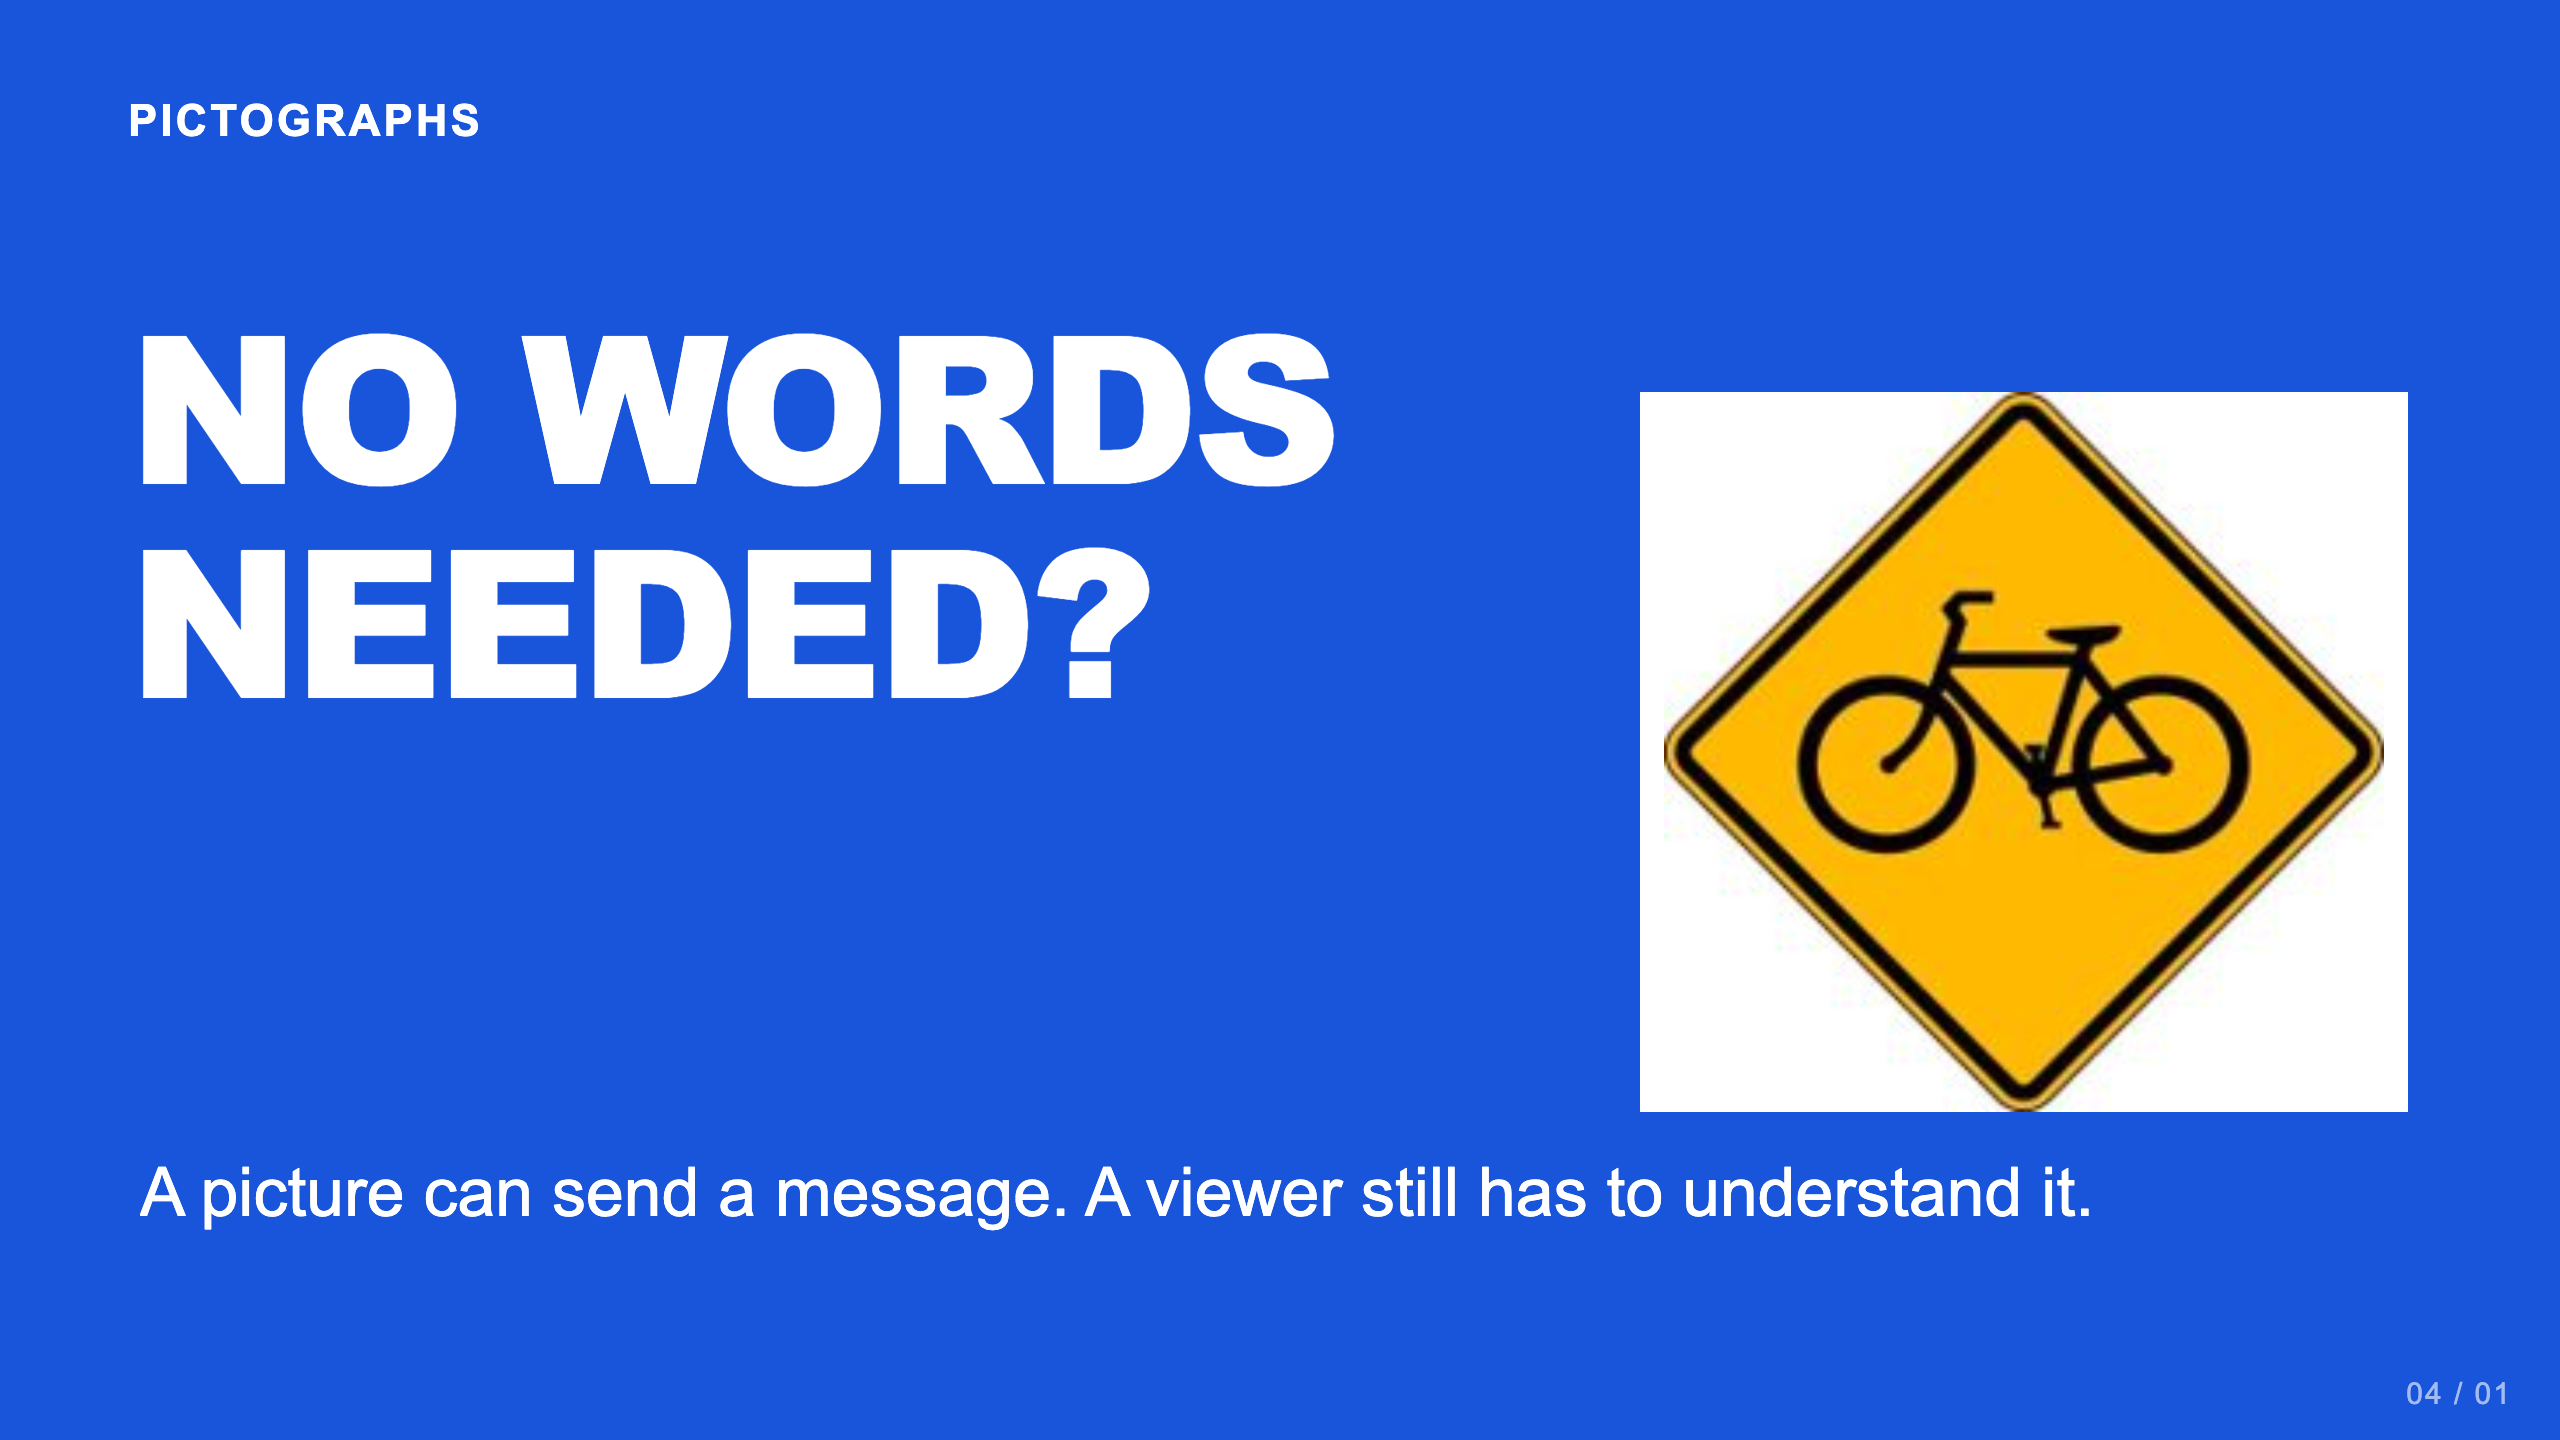 PICTOGRAPHS
NO WORDS
NEEDED?
A picture can send a message. A viewer still has to understand it.
04 / 01